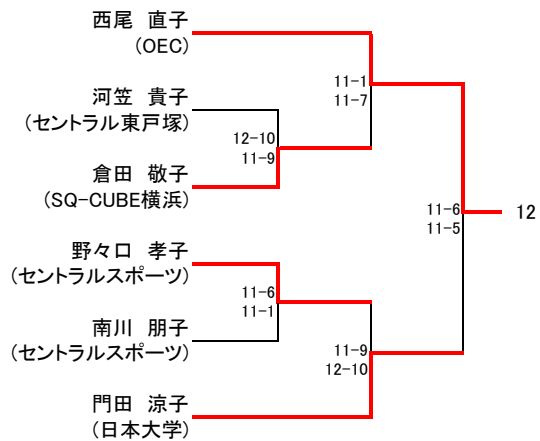 西尾 直子
(OEC)
河笠 貴子
(セントラル東戸塚)
倉田 敬子
(SQ-CUBE横浜)
野々口 孝子
(セントラルスポーツ)
南川 朋子
(セントラルスポーツ)
門田 涼子
(日本大学)
11-1
11-7
12-10
11-9
11-6
11-1
11-9
12-10
11-6
11-5
12